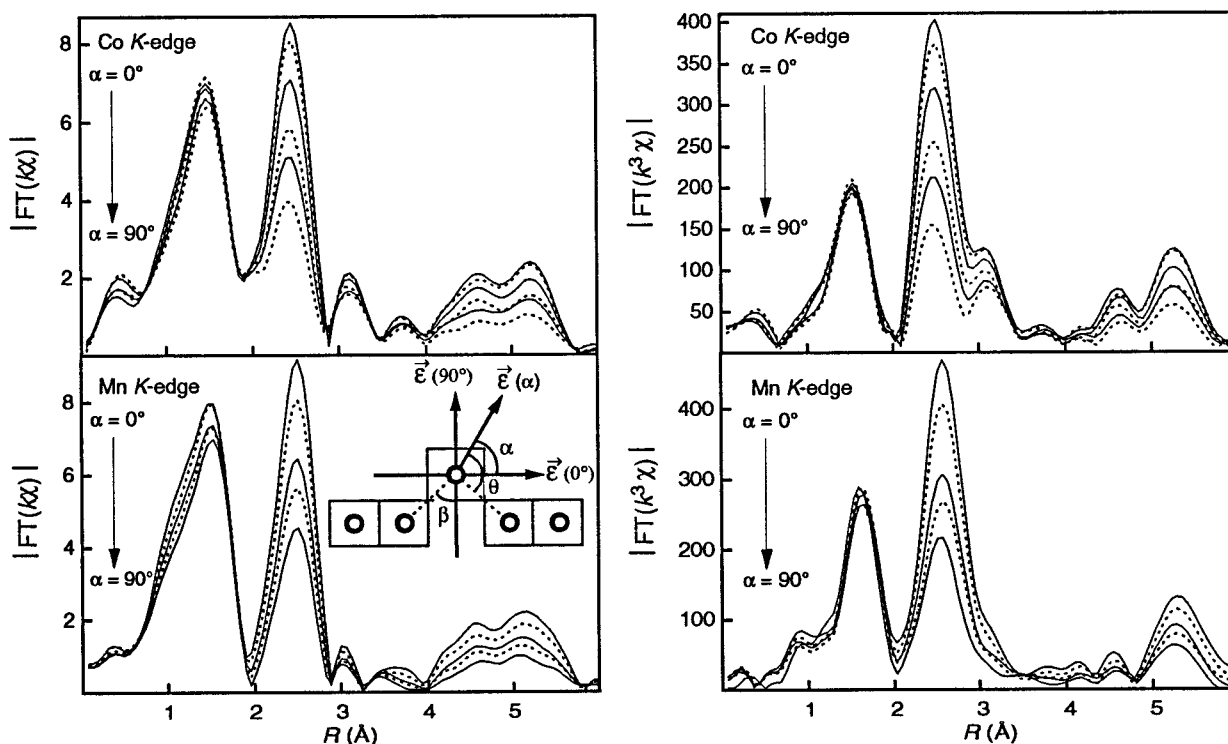 8
6
4
2
| FT(kχ) |
Co K-edge
α = 0°
α = 90°
400
350
300
250
200
150
100
50
| FT(k³ χ) |
Co K-edge
α = 0°
α = 90°
8
6
4
2
| FT(kχ) |
Mn K-edge
α = 0°
α = 90°
ε⃗ (90°)
ε⃗ (α)
α
ε⃗ (0°)
θ
β
1 2 3 4 5
R (Å)
400
300
200
100
| FT(k³ χ) |
Mn K-edge
α = 0°
α = 90°
1 2 3 4 5
R (Å)